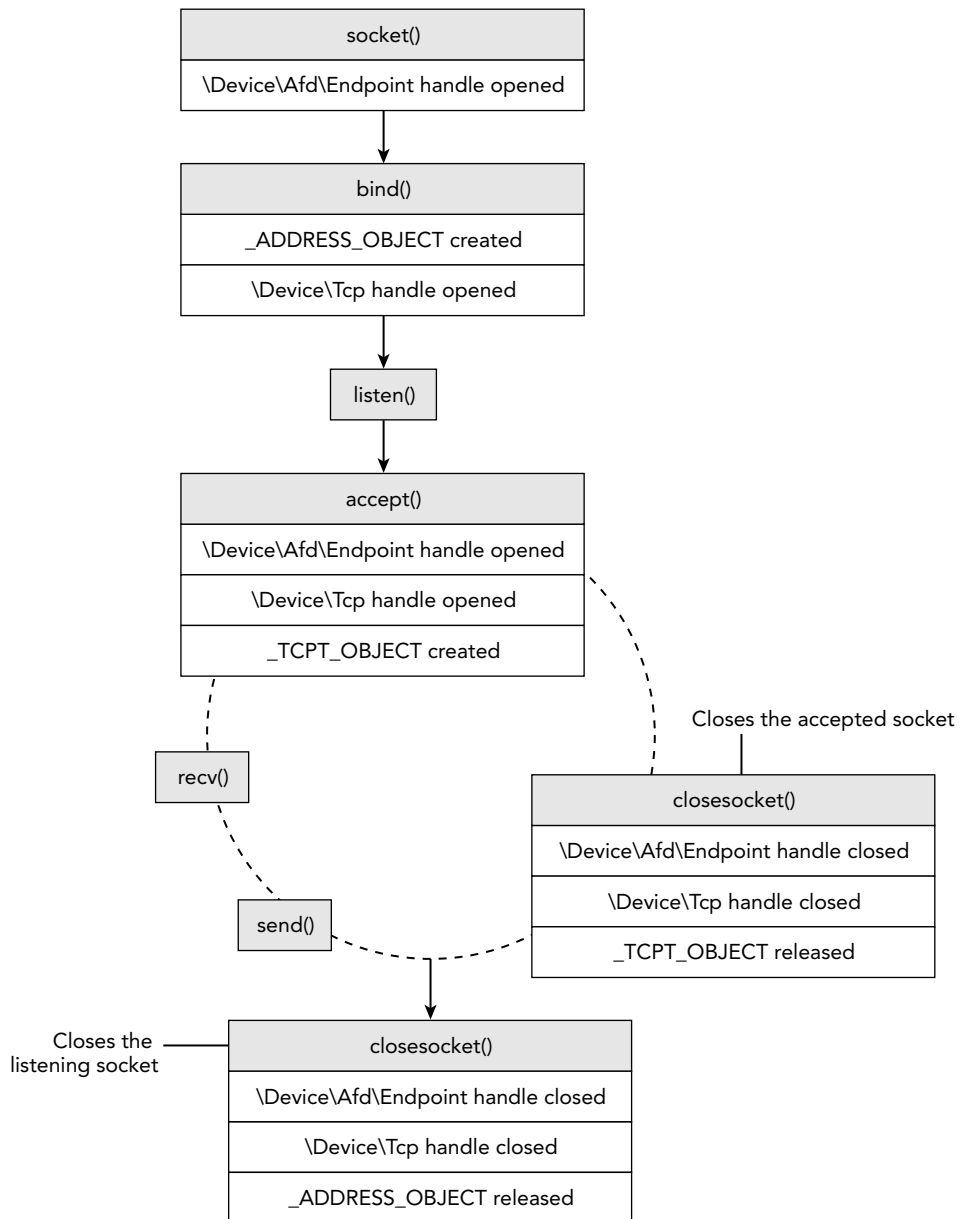 socket()
\Device\Afd\Endpoint handle opened
bind()
_ADDRESS_OBJECT created
\Device\Tcp handle opened
listen()
accept()
\Device\Afd\Endpoint handle opened
\Device\Tcp handle opened
_TCPT_OBJECT created
recv()
send()
Closes the accepted socket
closesocket()
\Device\Afd\Endpoint handle closed
\Device\Tcp handle closed
_TCPT_OBJECT released
Closes the
listening socket
closesocket()
\Device\Afd\Endpoint handle closed
\Device\Tcp handle closed
_ADDRESS_OBJECT released